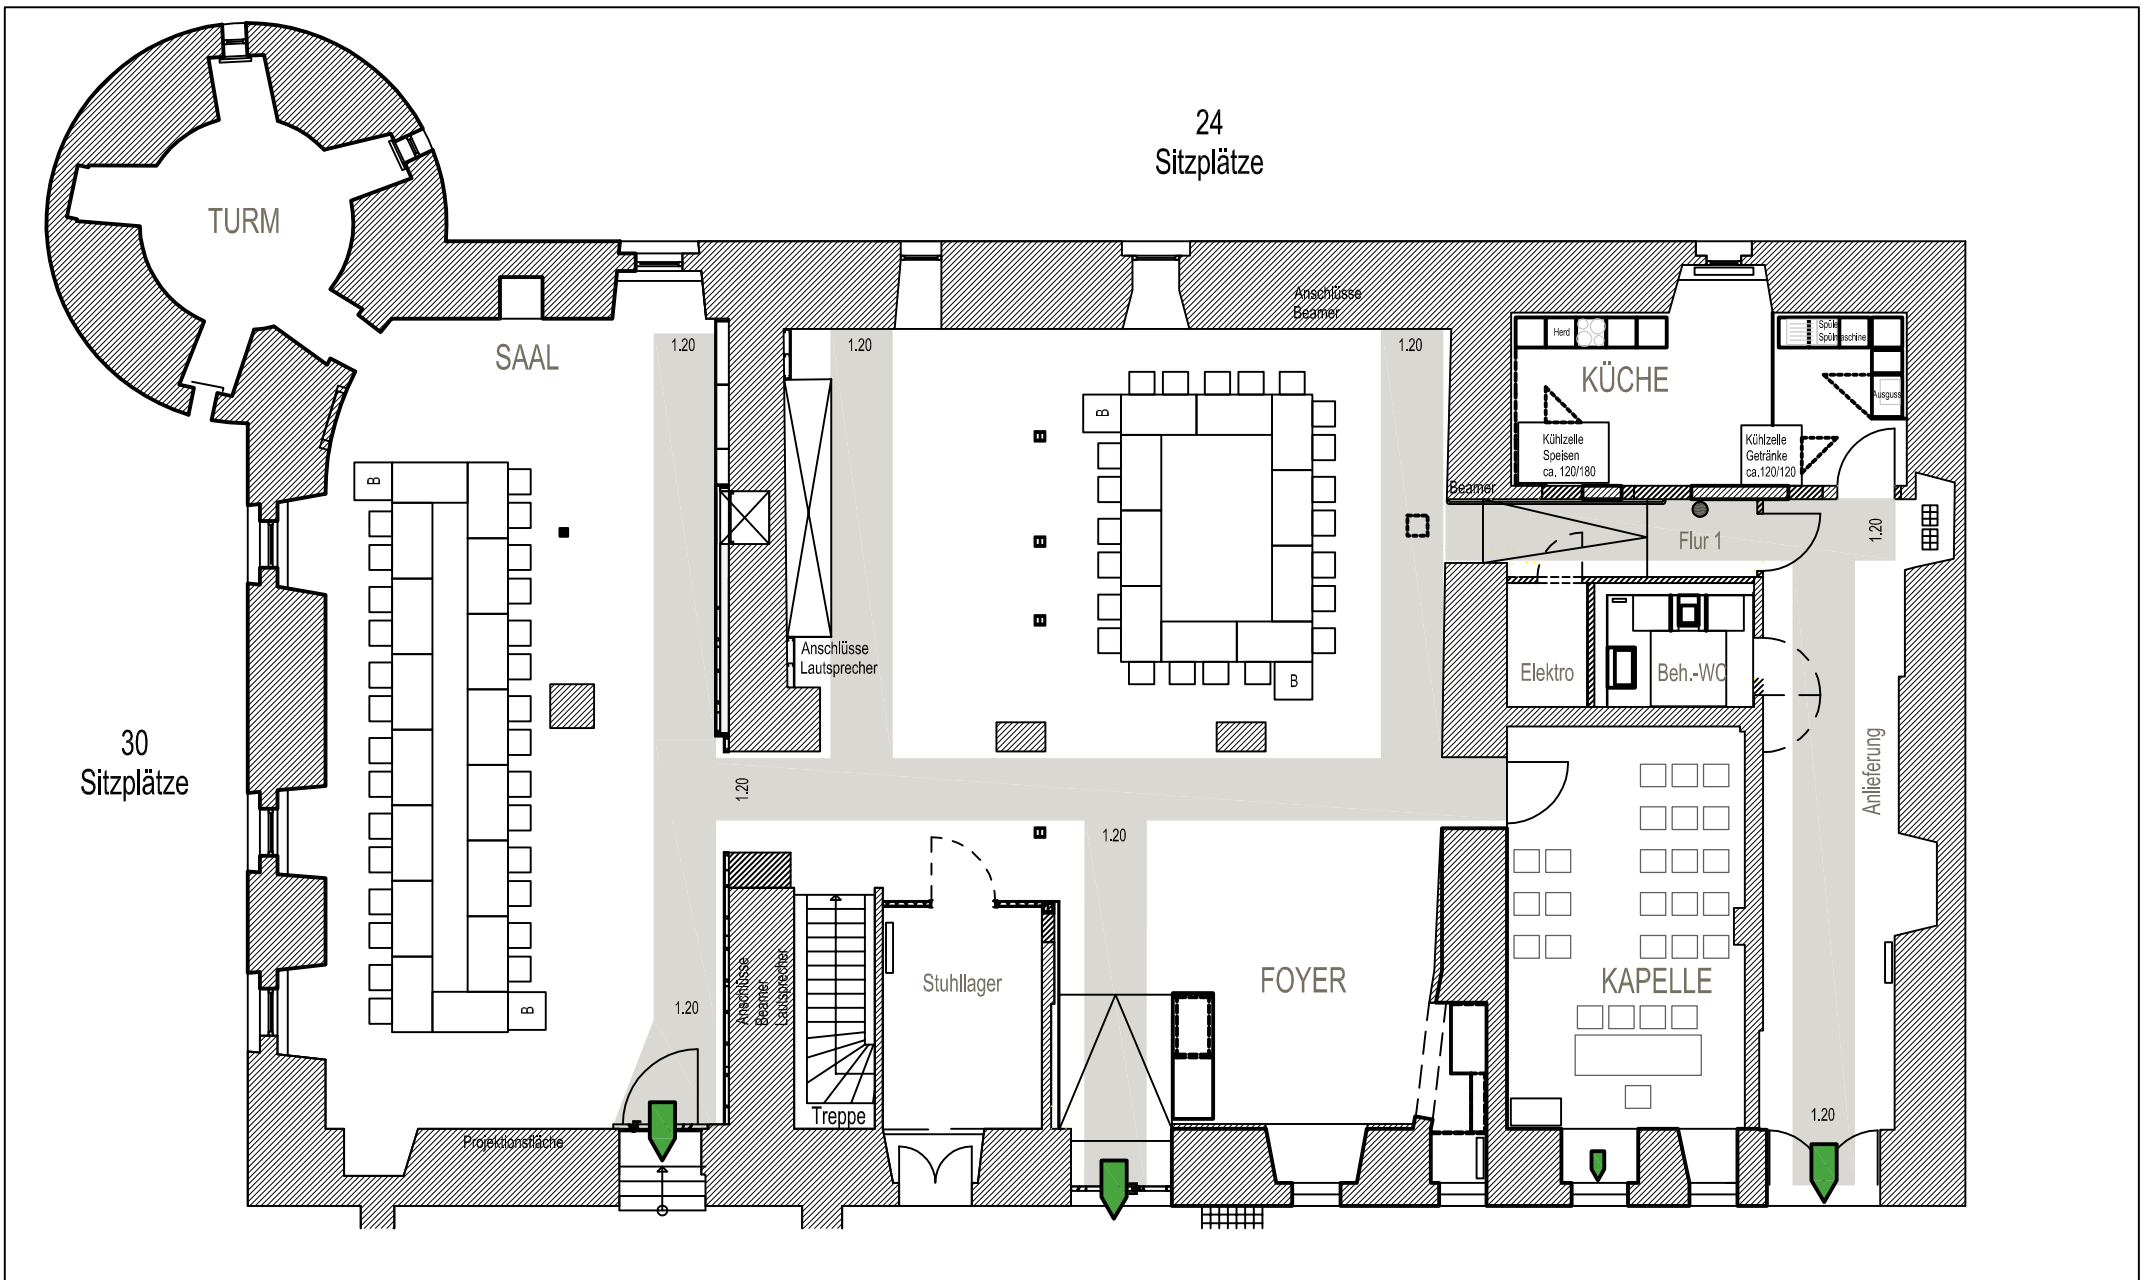 24
Sitzplätze
TURM
Anschlüsse
Beamer
SAAL
1.20
1.20
1.20
Herd
Spüle
Spülmaschine
KÜCHE
Ausguss
B
B
Kühlzelle
Speisen
ca. 120/180
Kühlzelle
Getränke
ca.120/120
Beamer
Flur 1
1.20
Anschlüsse
Lautsprecher
B
Elektro
Beh.-WC
30
Sitzplätze
1.20
1.20
Anlieferung
Anschlüsse
Beamer
Lautsprecher
Stuhllager
FOYER
KAPELLE
B
1.20
Treppe
1.20
Projektionsfläche